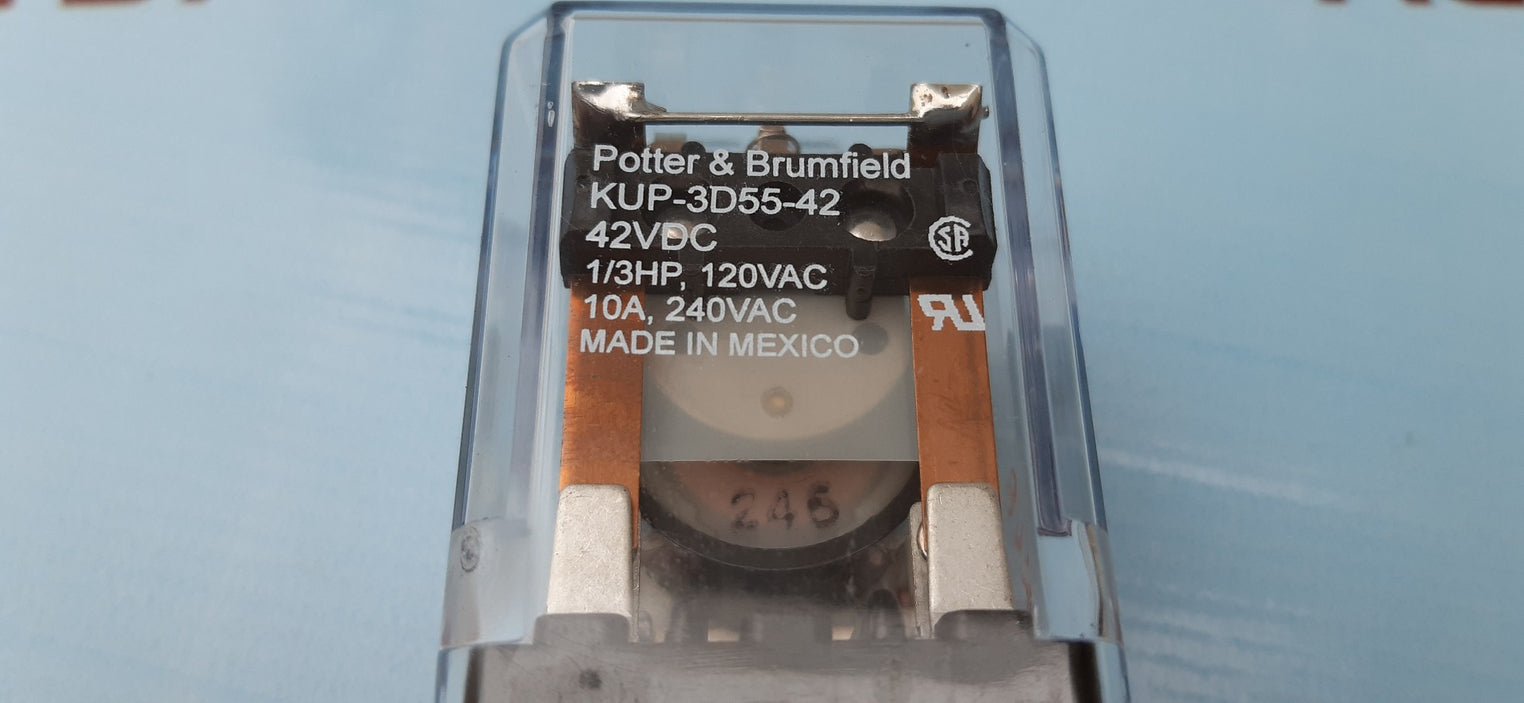 Potter & Brumfield
KUP-3D55-42
42VDC
1/3HP, 120VAC
10A, 240VAC
MADE IN MEXICO
246